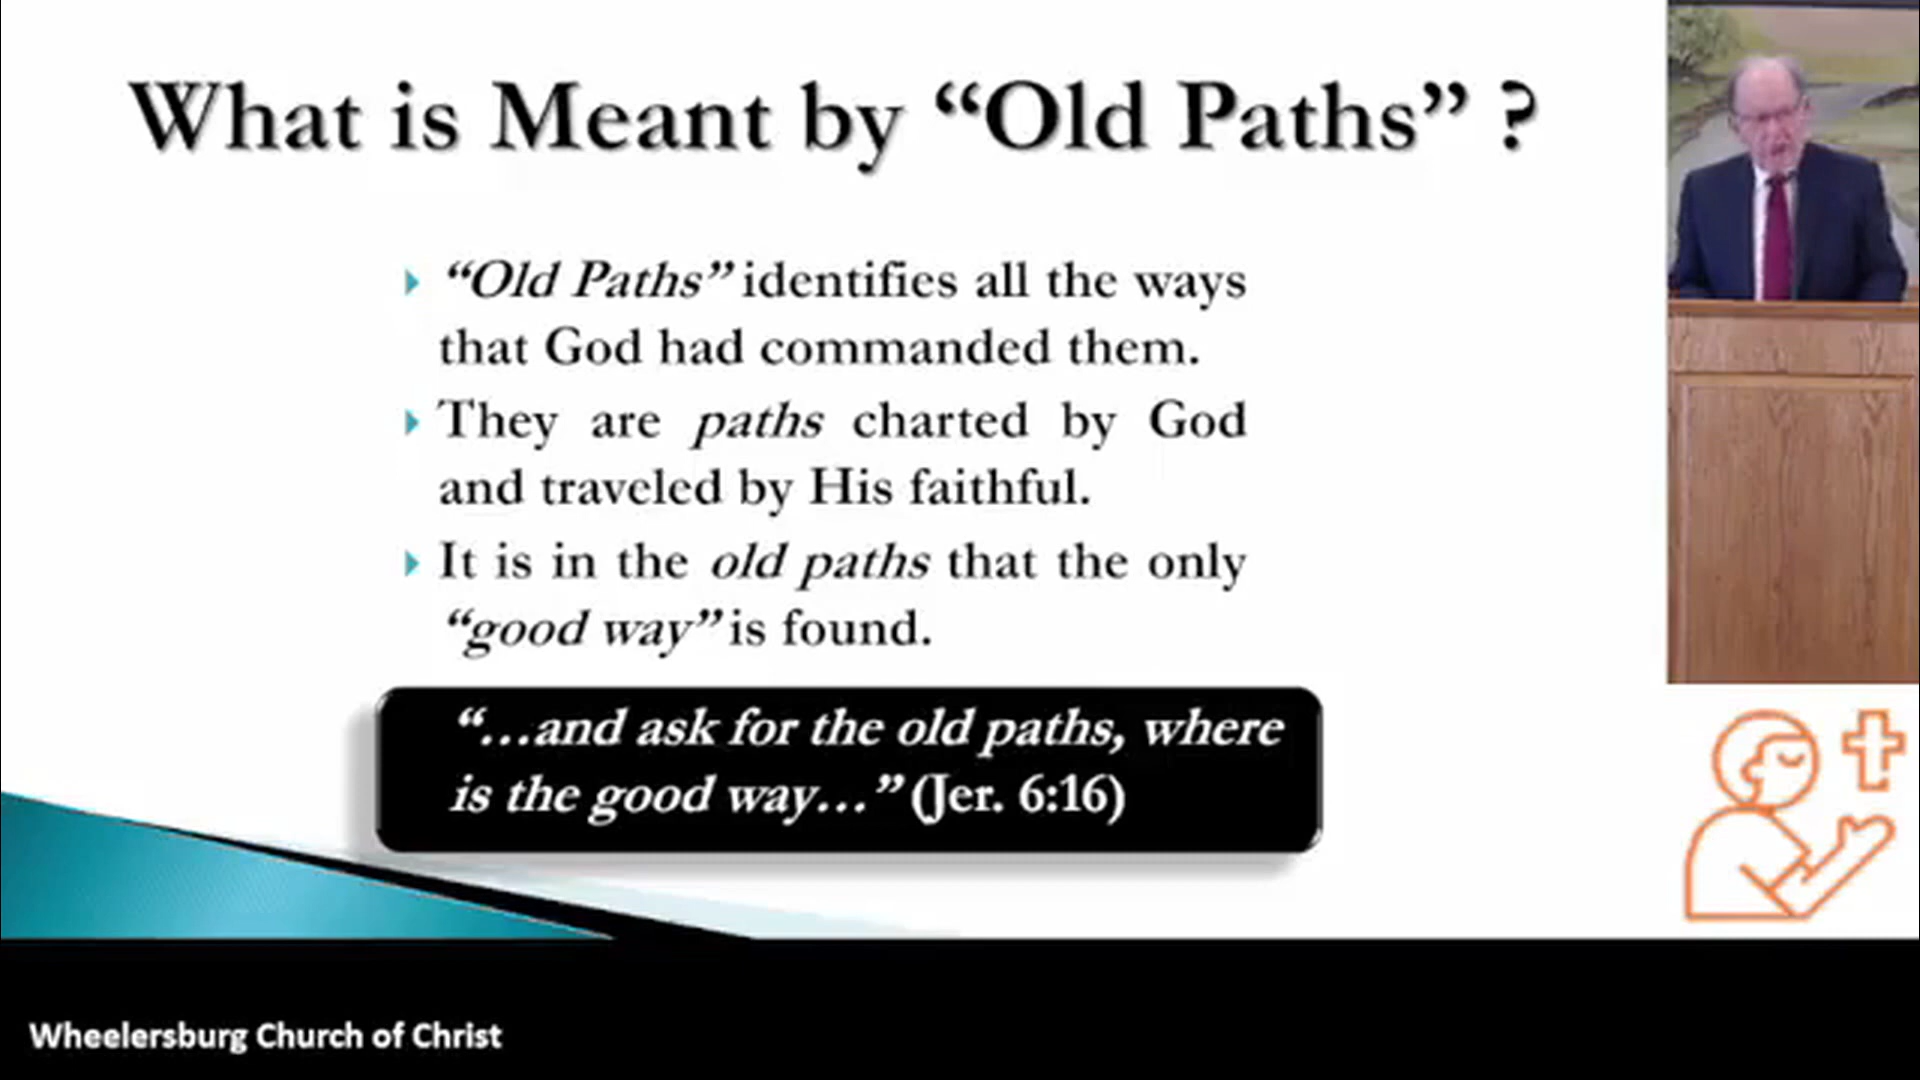 What is Meant by “Old Paths” ?
“Old Paths” identifies all the ways
that God had commanded them.
They are paths charted by God
and traveled by His faithful.
It is in the old paths that the only
“good way” is found.
“…and ask for the old paths, where
is the good way…” (Jer. 6:16)
Wheelersburg Church of Christ